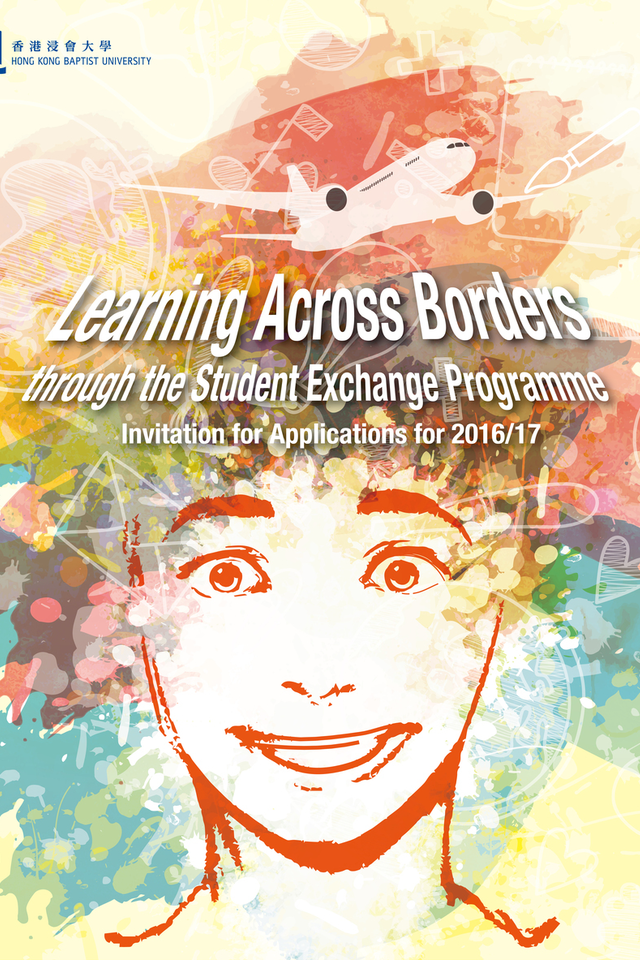 香港浸會大學
HONG KONG BAPTIST UNIVERSITY
Learning Across Borders
through the Student Exchange Programme
Invitation for Applications for 2016/17